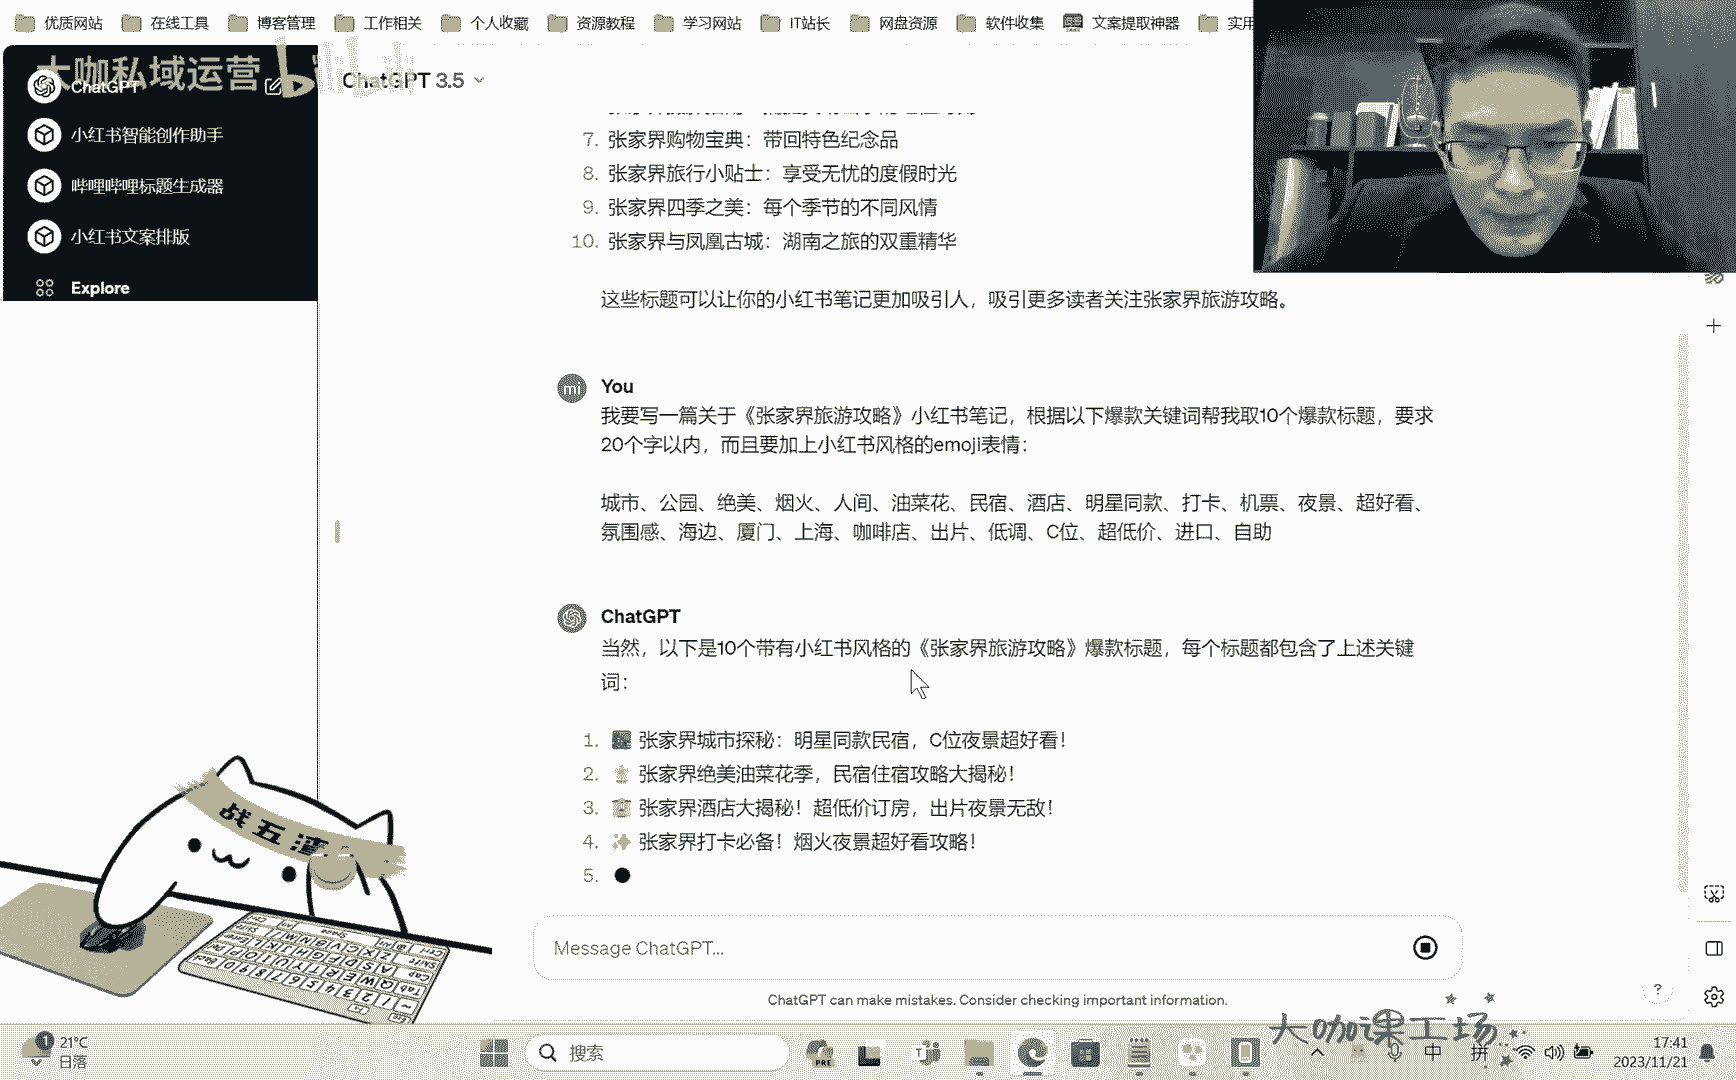 优质网站
在线工具
博客管理
工作相关
个人收藏
资源教程
学习网站
IT站长
网盘资源
软件收集
文案提取神器
实用
大咖私域运营
ChatGPT
小红书智能创作助手
哔哩哔哩标题生成器
小红书文案排版
Explore
ChatGPT 3.5
7. 张家界购物宝典：带回特色纪念品
8. 张家界旅行小贴士：享受无忧的度假时光
9. 张家界四季之美：每个季节的不同风情
10. 张家界与凤凰古城：湖南之旅的双重精华
这些标题可以让你的小红书笔记更加吸引人，吸引更多读者关注张家界旅游攻略。
mi
You
我要写一篇关于《张家界旅游攻略》小红书笔记，根据以下爆款关键词帮我取10个爆款标题，要求
20个字以内，而且要加上小红书风格的emoji表情：
城市、公园、绝美、烟火、人间、油菜花、民宿、酒店、明星同款、打卡、机票、夜景、超好看、
氛围感、海边、厦门、上海、咖啡店、出片、低调、C位、超低价、进口、自助
ChatGPT
当然，以下是10个带有小红书风格的《张家界旅游攻略》爆款标题，每个标题都包含了上述关键
词：
1. 张家界城市探秘：明星同款民宿，C位夜景超好看！
2. 张家界绝美油菜花季，民宿住宿攻略大揭秘！
3. 张家界酒店大揭秘！超低价订房，出片夜景无敌！
4. 张家界打卡必备！烟火夜景超好看攻略！
5.
战五渣
Message ChatGPT...
ChatGPT can make mistakes. Consider checking important information.
?
大咖课工场
1
21°C
日落
搜索
PRE
中
拼
17:41
2023/11/21